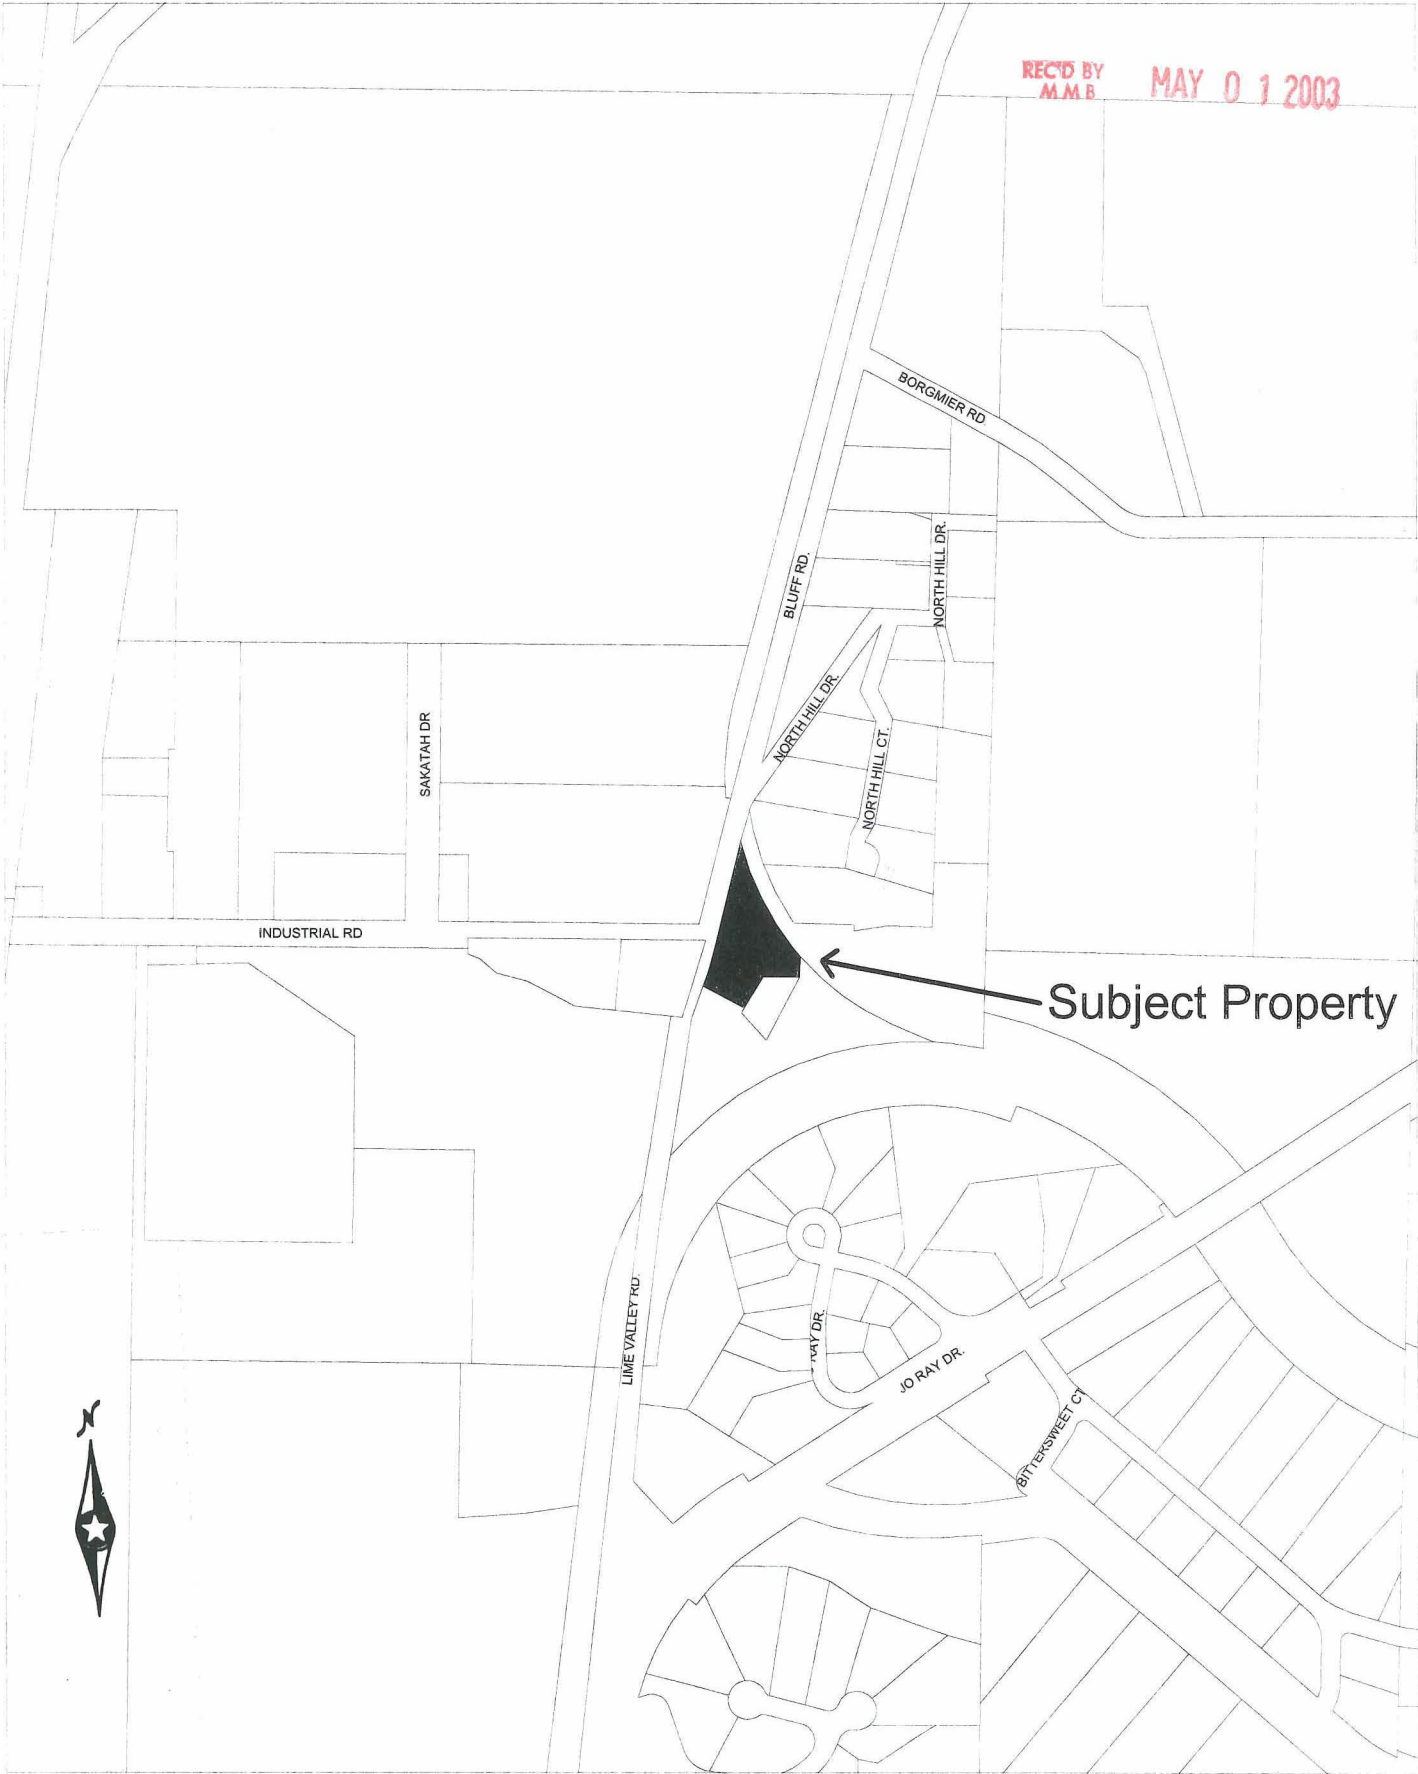 REC'D BY
M M B
MAY 0 1 2003
BORGMIER RD.
NORTH HILL DR.
BLUFF RD.
NORTH HILL DR.
SAKATAH DR
NORTH HILL CT.
INDUSTRIAL RD
Subject Property
LIME VALLEY RD.
RAY DR.
JO RAY DR.
BITTERSWEET CT
N